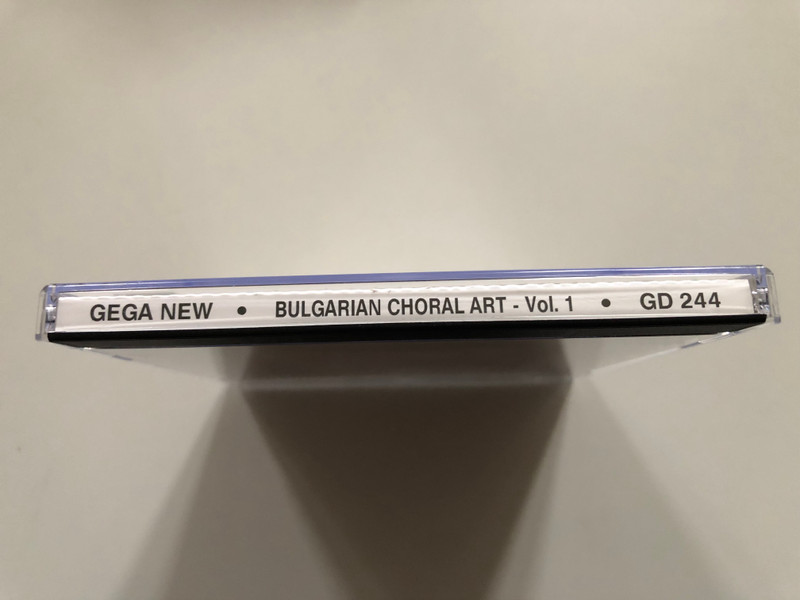 GEGA NEW • BULGARIAN CHORAL ART - Vol. 1 • GD 244